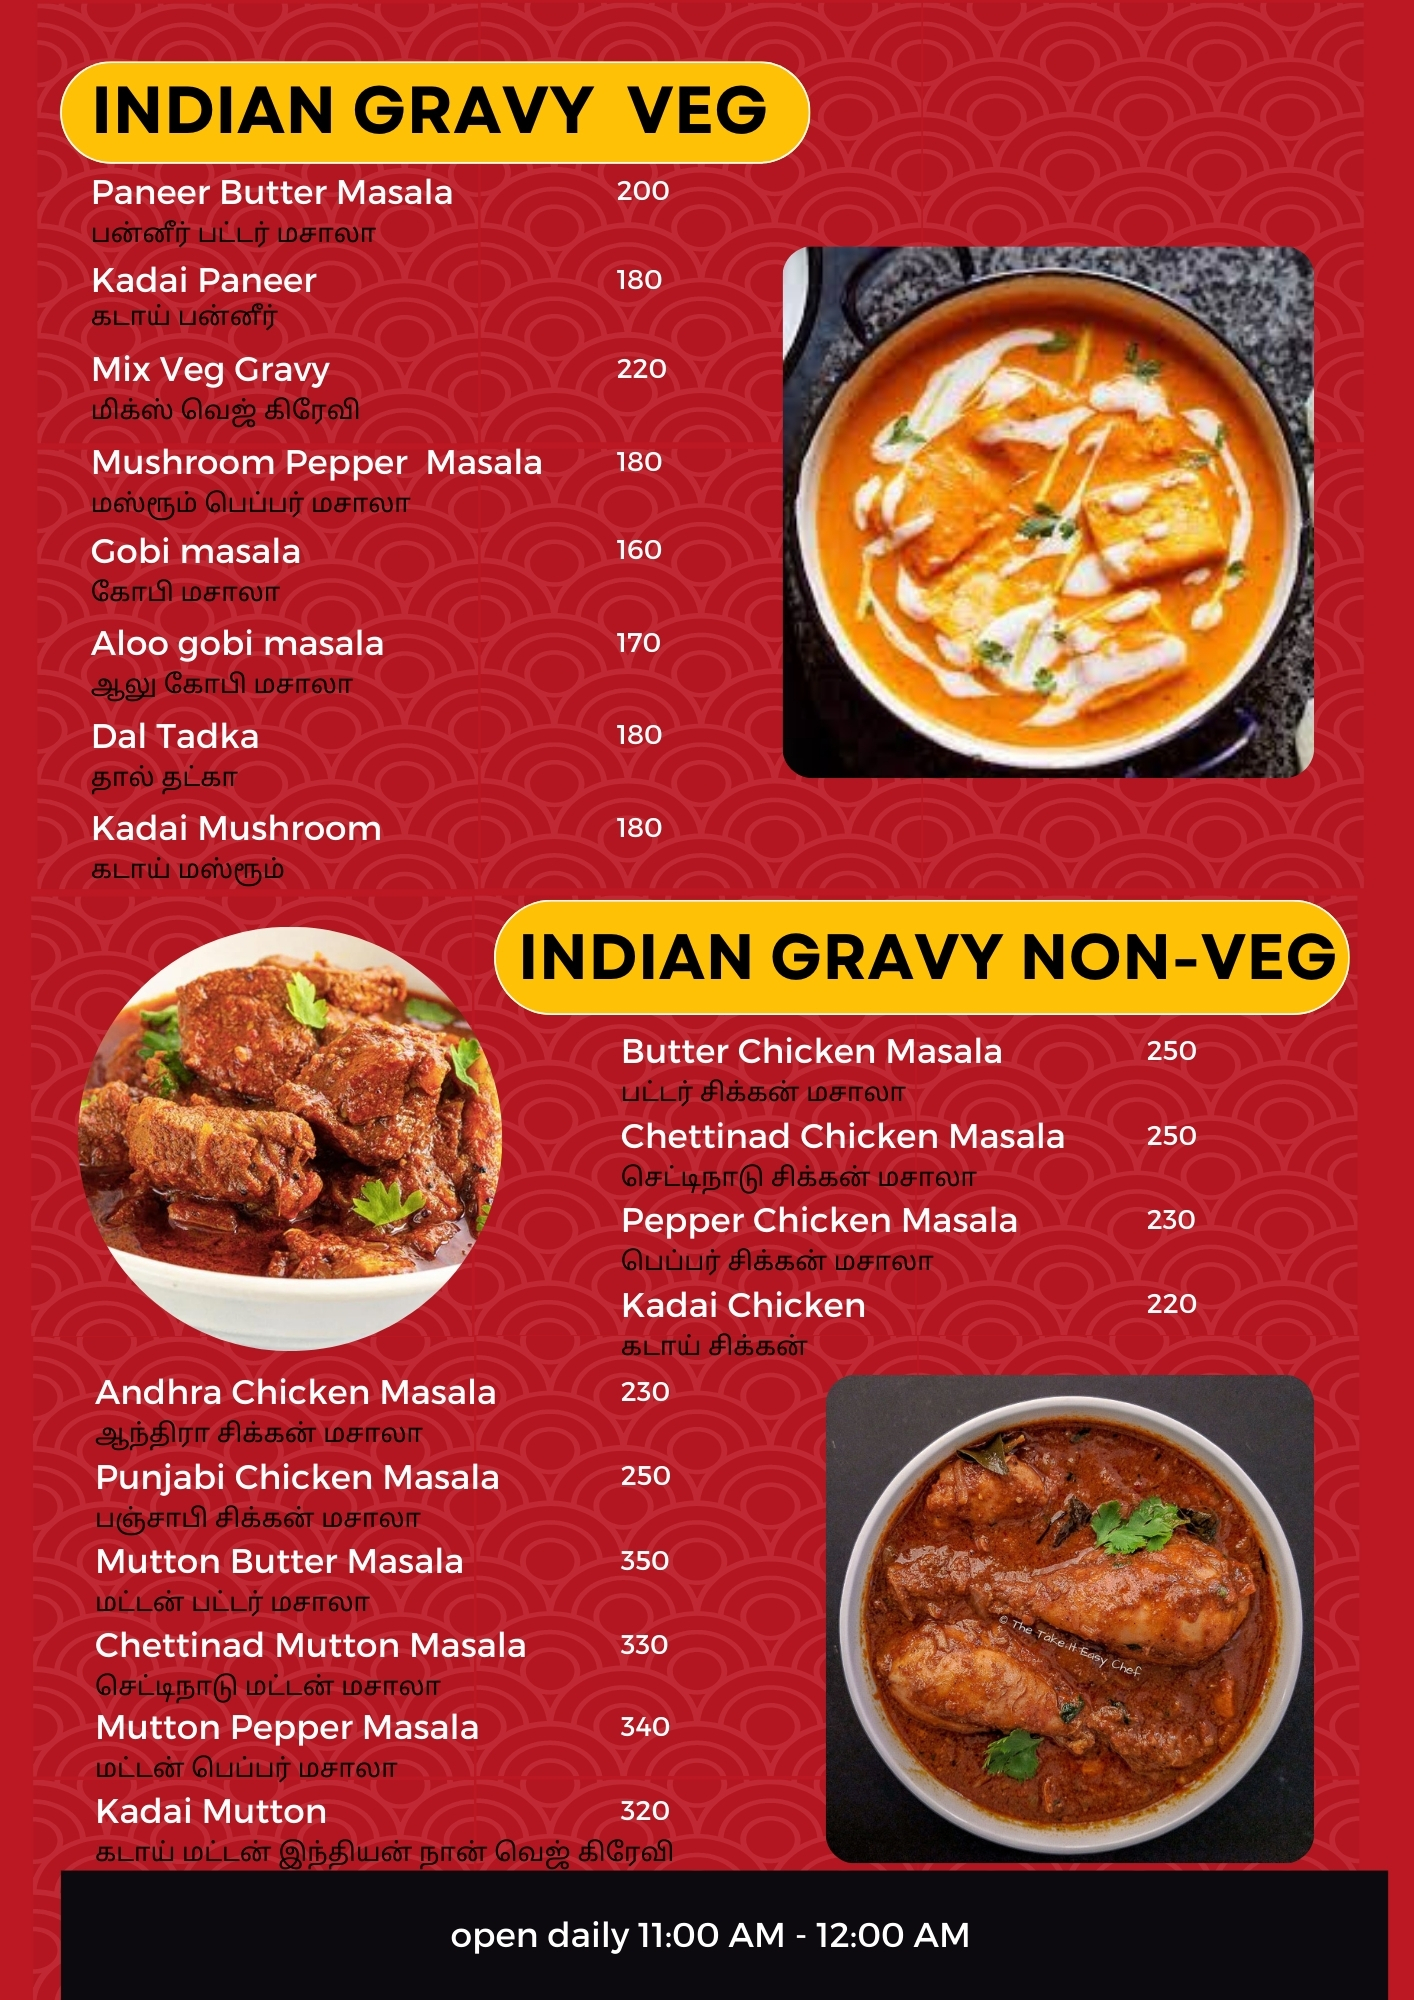 INDIAN GRAVY  VEG
Paneer Butter Masala 200
பன்னீர் பட்டர் மசாலா
Kadai Paneer 180
கடாய் பன்னீர்
Mix Veg Gravy 220
மிக்ஸ் வெஜ் கிரேவி
Mushroom Pepper  Masala 180
மஸ்ரூம் பெப்பர் மசாலா
Gobi masala 160
கோபி மசாலா
Aloo gobi masala 170
ஆலு கோபி மசாலா
Dal Tadka 180
தால் தட்கா
Kadai Mushroom 180
கடாய் மஸ்ரூம்
INDIAN GRAVY NON-VEG
Butter Chicken Masala 250
பட்டர் சிக்கன் மசாலா
Chettinad Chicken Masala 250
செட்டிநாடு சிக்கன் மசாலா
Pepper Chicken Masala 230
பெப்பர் சிக்கன் மசாலா
Kadai Chicken 220
கடாய் சிக்கன்
Andhra Chicken Masala 230
ஆந்திரா சிக்கன் மசாலா
Punjabi Chicken Masala 250
பஞ்சாபி சிக்கன் மசாலா
Mutton Butter Masala 350
மட்டன் பட்டர் மசாலா
Chettinad Mutton Masala 330
செட்டிநாடு மட்டன் மசாலா
Mutton Pepper Masala 340
மட்டன் பெப்பர் மசாலா
Kadai Mutton 320
கடாய் மட்டன் இந்தியன் நான் வெஜ் கிரேவி
© The Take It Easy Chef
open daily 11:00 AM - 12:00 AM